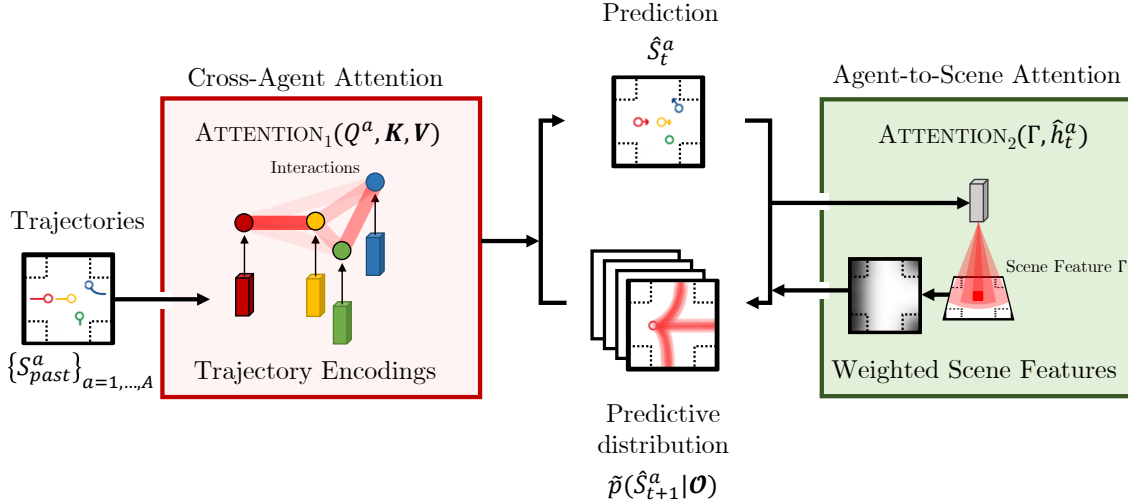 Trajectories
{S^a_past}_{a=1,…,A}
Cross-Agent Attention
ATTENTION₁(Q^a, K, V)
Interactions
Trajectory Encodings
Prediction
Ŝ^a_t
Predictive
distribution
p̃(Ŝ^a_{t+1}|𝓞)
Agent-to-Scene Attention
ATTENTION₂(Γ, ĥ^a_t)
Scene Feature Γ
Weighted Scene Features